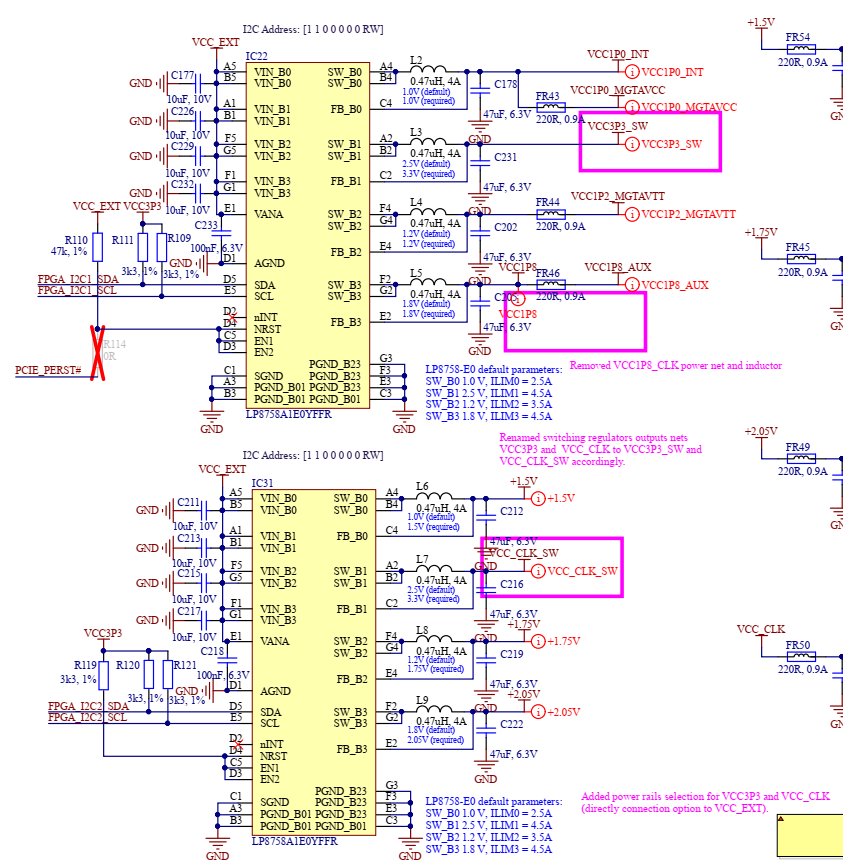 I2C Address: [1 1 0 0 0 0 0 RW]
VCC_EXT
IC22
GND
C177
10uF, 10V
A5
B5
VIN_B0
VIN_B0
SW_B0
SW_B0
A4
B4
L2
0.47uH, 4A
1.0V (default)
1.0V (required)
C178
47uF, 6.3V
GND
VCC1P0_INT
VCC1P0_INT
FR43
220R, 0.9A
VCC1P0_MGTAVCC
VCC1P0_MGTAVCC
GND
C226
10uF, 10V
A1
B1
VIN_B1
VIN_B1
FB_B0
C4
GND
C229
10uF, 10V
F5
G5
VIN_B2
VIN_B2
SW_B1
SW_B1
A2
B2
L3
0.47uH, 4A
2.5V (default)
3.3V (required)
C231
47uF, 6.3V
GND
VCC3P3_SW
VCC3P3_SW
GND
C232
10uF, 10V
F1
G1
VIN_B3
VIN_B3
FB_B1
C2
VCC_EXT
VCC3P3
C233
100nF, 6.3V
E1
VANA
SW_B2
SW_B2
F4
G4
L4
0.47uH, 4A
1.2V (default)
1.2V (required)
C202
47uF, 6.3V
GND
FR44
220R, 0.9A
VCC1P2_MGTAVTT
VCC1P2_MGTAVTT
R110
47k, 1%
R111
3k3, 1%
R109
3k3, 1%
GND
D1
AGND
FB_B2
E4
FPGA_I2C1_SDA
D5
SDA
FPGA_I2C1_SCL
E5
SCL
SW_B3
SW_B3
F2
G2
L5
0.47uH, 4A
1.8V (default)
1.8V (required)
47uF, 6.3V
GND
VCC1P8
VCC1P8
FR46
220R, 0.9A
VCC1P8_AUX
VCC1P8_AUX
D2
nINT
D4
NRST
C5
EN1
D3
EN2
FB_B3
E2
R114
0R
PCIE_PERST#
C1
SGND
A3
PGND_B01
B3
PGND_B01
PGND_B23
G3
PGND_B23
F3
PGND_B23
E3
PGND_B01
C3
GND
GND
LP8758A1E0YFFR
LP8758-E0 default parameters:
SW_B0 1.0 V, ILIM0 = 2.5A
SW_B1 2.5 V, ILIM1 = 4.5A
SW_B2 1.2 V, ILIM2 = 3.5A
SW_B3 1.8 V, ILIM3 = 4.5A
Removed VCC1P8_CLK power net and inductor
Renamed switching regulators outputs nets
VCC3P3 and VCC_CLK to VCC3P3_SW and
VCC_CLK_SW accordingly.
+1.5V
FR54
220R, 0.9A
+1.75V
FR45
220R, 0.9A
+2.05V
FR49
220R, 0.9A
VCC_CLK
FR50
220R, 0.9A
I2C Address: [1 1 0 0 0 0 0 RW]
VCC_EXT
IC31
GND
C211
10uF, 10V
A5
B5
VIN_B0
VIN_B0
SW_B0
SW_B0
A4
B4
L6
0.47uH, 4A
1.0V (default)
1.5V (required)
C212
47uF, 6.3V
GND
+1.5V
+1.5V
GND
C213
10uF, 10V
A1
B1
VIN_B1
VIN_B1
FB_B0
C4
GND
C215
10uF, 10V
F5
G5
VIN_B2
VIN_B2
SW_B1
SW_B1
A2
B2
L7
0.47uH, 4A
2.5V (default)
3.3V (required)
C216
47uF, 6.3V
GND
VCC_CLK_SW
VCC_CLK_SW
GND
C217
10uF, 10V
F1
G1
VIN_B3
VIN_B3
FB_B1
C2
VCC3P3
C218
100nF, 6.3V
E1
VANA
SW_B2
SW_B2
F4
G4
L8
0.47uH, 4A
1.2V (default)
1.75V (required)
C219
47uF, 6.3V
GND
+1.75V
+1.75V
R119
3k3, 1%
R120
3k3, 1%
R121
3k3, 1%
GND
D1
AGND
FB_B2
E4
FPGA_I2C2_SDA
D5
SDA
FPGA_I2C2_SCL
E5
SCL
SW_B3
SW_B3
F2
G2
L9
0.47uH, 4A
1.8V (default)
2.05V (required)
C222
47uF, 6.3V
GND
+2.05V
+2.05V
D2
nINT
D4
NRST
C5
EN1
D3
EN2
FB_B3
E2
C1
SGND
A3
PGND_B01
B3
PGND_B01
PGND_B23
G3
PGND_B23
F3
PGND_B23
E3
PGND_B01
C3
GND
GND
LP8758A1E0YFFR
LP8758-E0 default parameters:
SW_B0 1.0 V, ILIM0 = 2.5A
SW_B1 2.5 V, ILIM1 = 4.5A
SW_B2 1.2 V, ILIM2 = 3.5A
SW_B3 1.8 V, ILIM3 = 4.5A
Added power rails selection for VCC3P3 and VCC_CLK
(directly connection option to VCC_EXT).